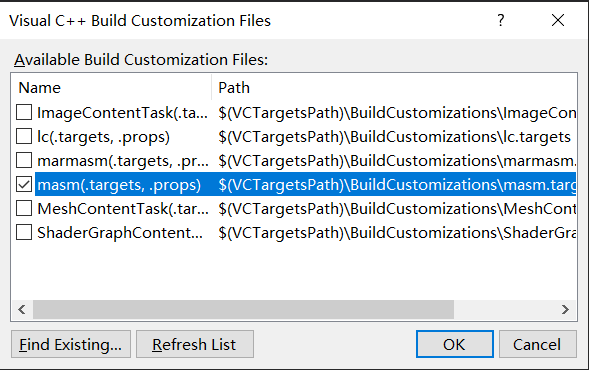 Visual C++ Build Customization Files
Available Build Customization Files:
Name Path
ImageContentTask(.ta... $(VCTargetsPath)\BuildCustomizations\ImageCon
lc(.targets, .props) $(VCTargetsPath)\BuildCustomizations\lc.targets
marmasm(.targets, .pr... $(VCTargetsPath)\BuildCustomizations\marmasm.
masm(.targets, .props) $(VCTargetsPath)\BuildCustomizations\masm.targ
MeshContentTask(.tar... $(VCTargetsPath)\BuildCustomizations\MeshCont
ShaderGraphContent... $(VCTargetsPath)\BuildCustomizations\ShaderGra
Find Existing... Refresh List OK Cancel